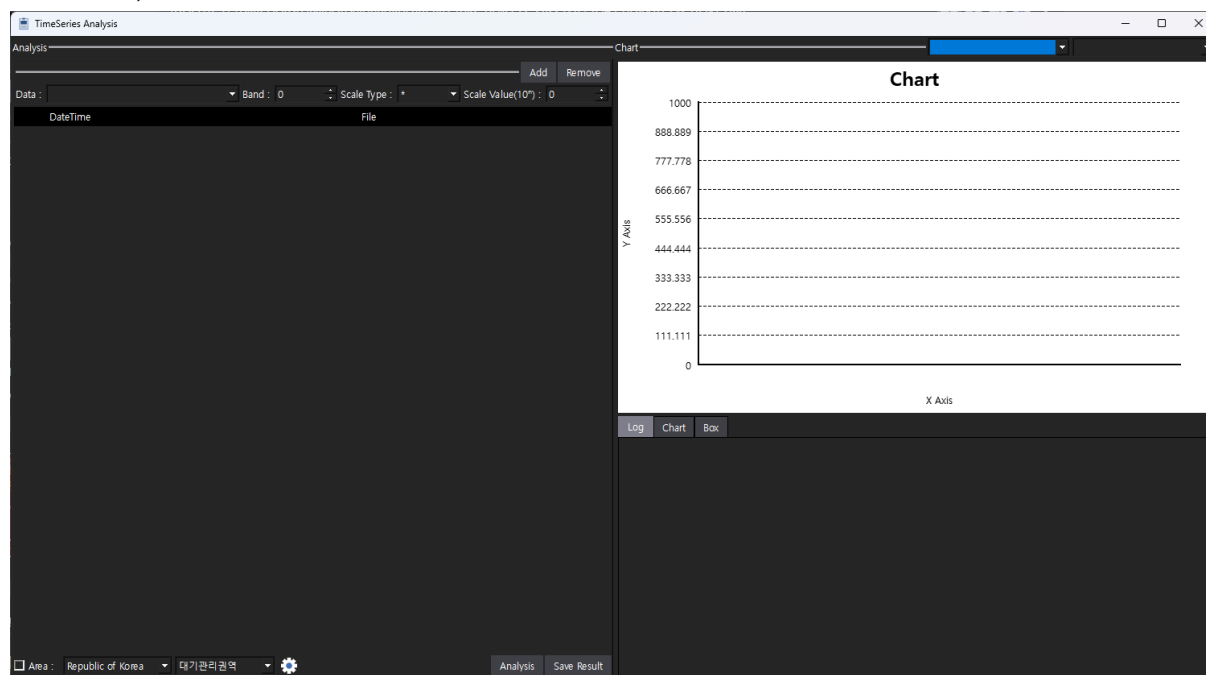 TimeSeries Analysis
Analysis
Chart
Add Remove
Data : Band : 0 Scale Type : * Scale Value(10ⁿ) : 0
DateTime File
Chart
1000
888.889
777.778
666.667
555.556
444.444
333.333
222.222
111.111
0
Y Axis
X Axis
Log Chart Box
Area : Republic of Korea 대기관리권역 Analysis Save Result